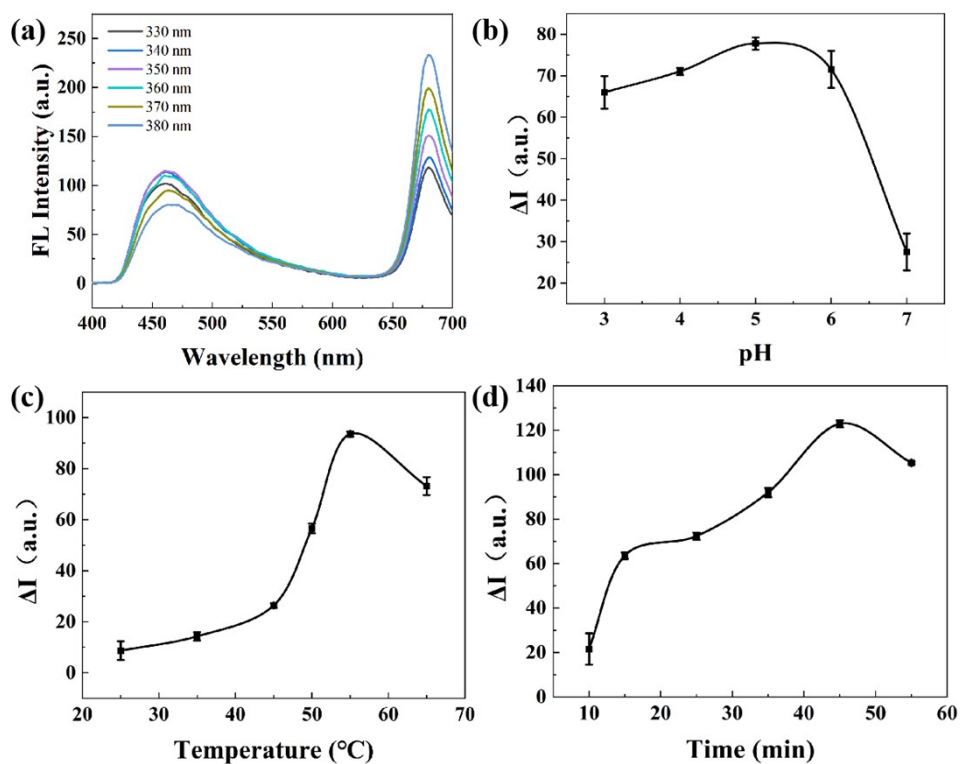 (a)
330 nm
340 nm
350 nm
360 nm
370 nm
380 nm
FL Intensity (a.u.)
250
200
150
100
50
0
400 450 500 550 600 650 700
Wavelength (nm)
(b)
ΔI (a.u.)
80
70
60
50
40
30
20
3 4 5 6 7
pH
(c)
ΔI (a.u.)
100
80
60
40
20
0
20 30 40 50 60 70
Temperature (°C)
(d)
ΔI (a.u.)
140
120
100
80
60
40
20
0
10 20 30 40 50 60
Time (min)